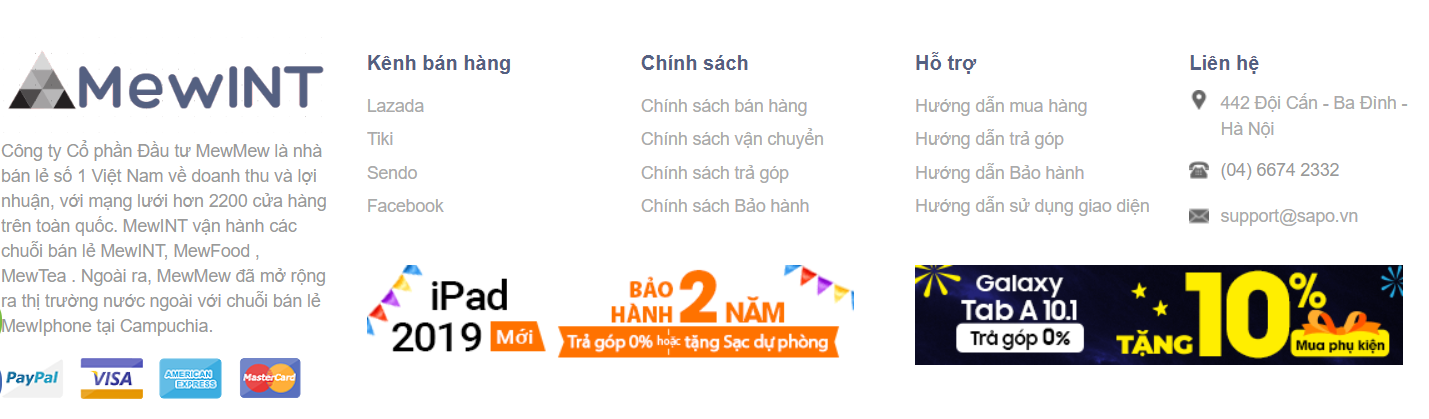 MewINT
Công ty Cổ phần Đầu tư MewMew là nhà
bán lẻ số 1 Việt Nam về doanh thu và lợi
nhuận, với mạng lưới hơn 2200 cửa hàng
trên toàn quốc. MewINT vận hành các
chuỗi bán lẻ MewINT, MewFood ,
MewTea . Ngoài ra, MewMew đã mở rộng
ra thị trường nước ngoài với chuỗi bán lẻ
MewIphone tại Campuchia.
PayPal
VISA
AMERICAN
EXPRESS
MasterCard
Kênh bán hàng
Lazada
Tiki
Sendo
Facebook
Chính sách
Chính sách bán hàng
Chính sách vận chuyển
Chính sách trả góp
Chính sách Bảo hành
Hỗ trợ
Hướng dẫn mua hàng
Hướng dẫn trả góp
Hướng dẫn Bảo hành
Hướng dẫn sử dụng giao diện
Liên hệ
442 Đội Cấn - Ba Đình -
Hà Nội
(04) 6674 2332
support@sapo.vn
iPad
2019 Mới
BẢO
HÀNH 2 NĂM
Trả góp 0% hoặc tặng Sạc dự phòng
Galaxy
Tab A 10.1
Trả góp 0%
TẶNG 10%
Mua phụ kiện